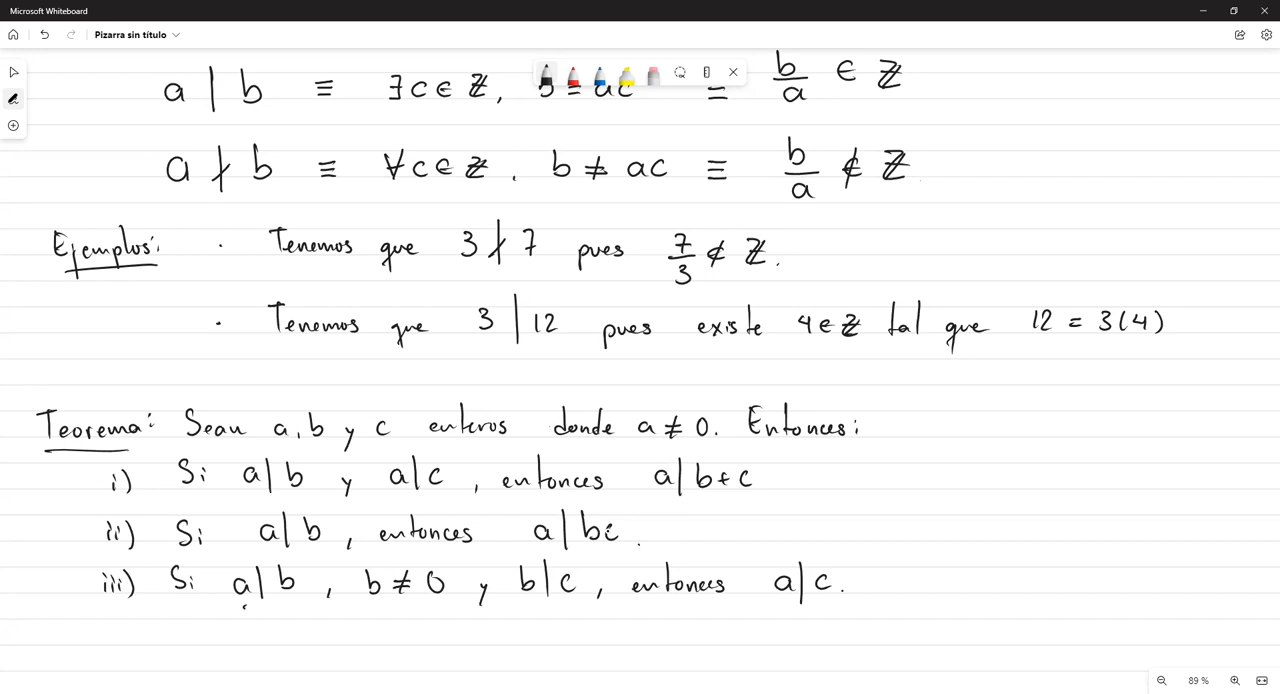 Microsoft Whiteboard
Pizarra sin título
a | b ≡ ∃c∈ℤ, b = ac ≡ b/a ∈ ℤ
a ∤ b ≡ ∀c∈ℤ. b ≠ ac ≡ b/a ∉ ℤ
Ejemplos: · Tenemos que 3 ∤ 7 pues 7/3 ∉ ℤ.
· Tenemos que 3 | 12 pues existe 4∈ℤ tal que 12 = 3(4)
Teorema: Sean a, b y c enteros donde a ≠ 0. Entonces:
i) Si a|b y a|c, entonces a|b+c
ii) Si a|b, entonces a|bc.
iii) Si a|b, b≠0 y b|c, entonces a|c.
89 %